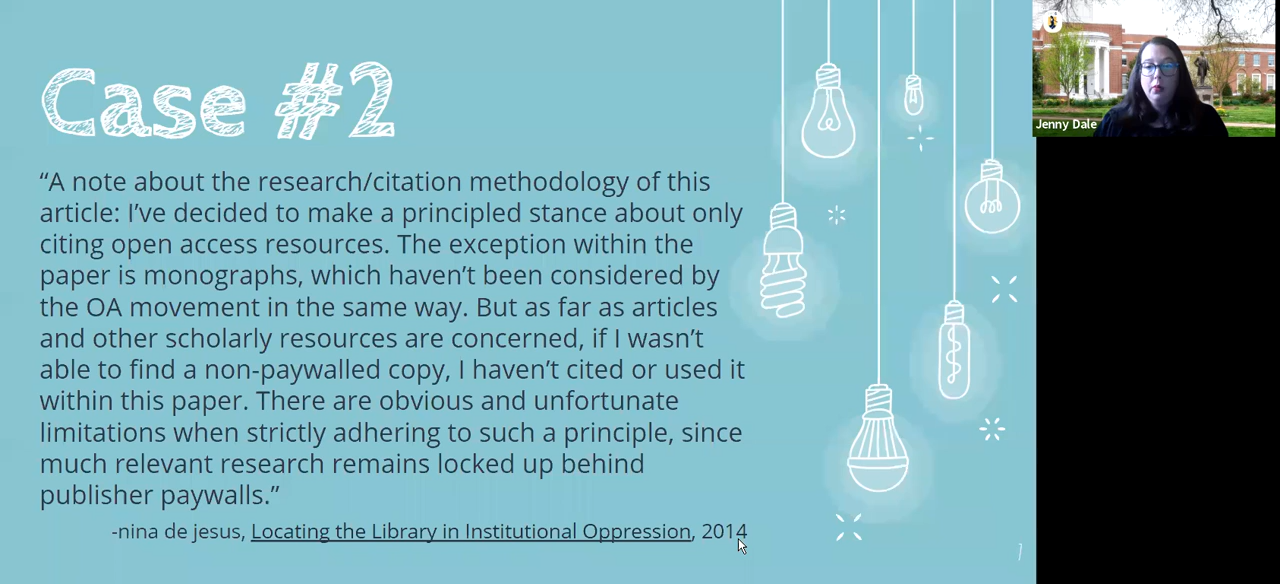 Case #2
“A note about the research/citation methodology of this
article: I’ve decided to make a principled stance about only
citing open access resources. The exception within the
paper is monographs, which haven’t been considered by
the OA movement in the same way. But as far as articles
and other scholarly resources are concerned, if I wasn’t
able to find a non-paywalled copy, I haven’t cited or used it
within this paper. There are obvious and unfortunate
limitations when strictly adhering to such a principle, since
much relevant research remains locked up behind
publisher paywalls.”
-nina de jesus, Locating the Library in Institutional Oppression, 2014
7
Jenny Dale